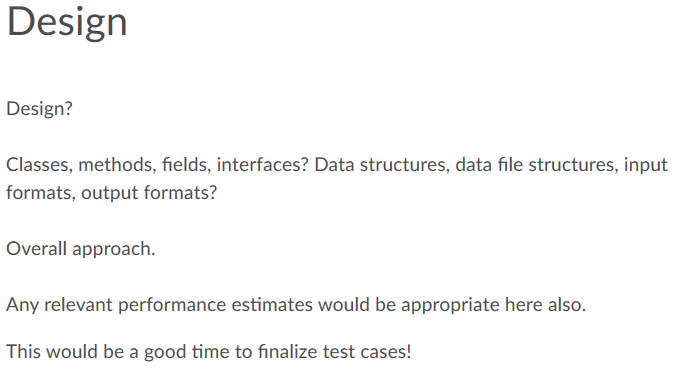 Design
Design?
Classes, methods, fields, interfaces? Data structures, data file structures, input
formats, output formats?
Overall approach.
Any relevant performance estimates would be appropriate here also.
This would be a good time to finalize test cases!